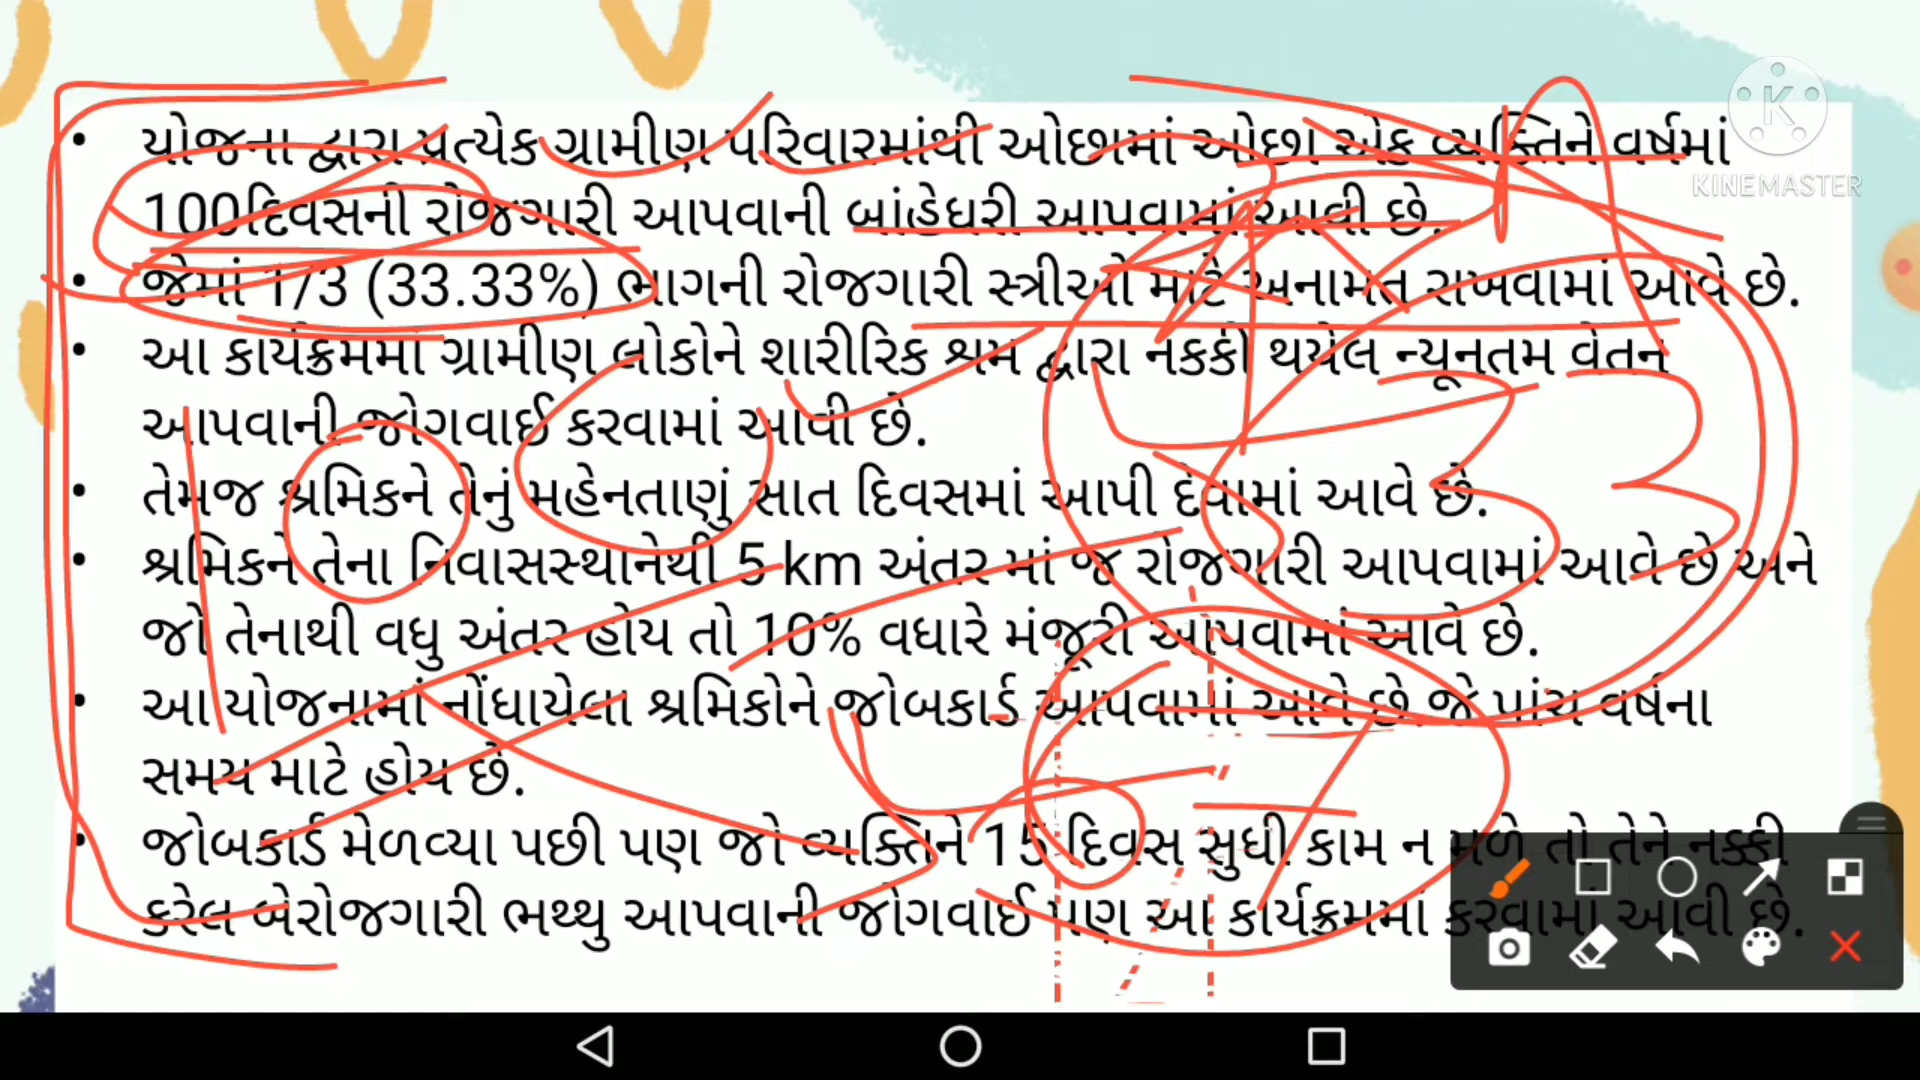 KINEMASTER
• યોજના દ્વારા પ્રત્યેક ગ્રામીણ પરિવારમાંથી ઓછામાં ઓછા એક વ્યક્તિને વર્ષમાં
100દિવસની રોજગારી આપવાની બાંહેધરી આપવામાં આવી છે.
• જેમાં 1/3 (33.33%) ભાગની રોજગારી સ્ત્રીઓ માટે અનામત રાખવામાં આવે છે.
• આ કાર્યક્રમમાં ગ્રામીણ લોકોને શારીરિક શ્રમ દ્વારા નક્કી થયેલ ન્યૂનતમ વેતન
આપવાની જોગવાઈ કરવામાં આવી છે.
• તેમજ શ્રમિકને તેનું મહેનતાણું સાત દિવસમાં આપી દેવામાં આવે છે.
• શ્રમિકને તેના નિવાસસ્થાનેથી 5 km અંતર માં જ રોજગારી આપવામાં આવે છે અને
જો તેનાથી વધુ અંતર હોય તો 10% વધારે મંજૂરી આપવામાં આવે છે.
• આ યોજનામાં નોંધાયેલા શ્રમિકોને જોબકાર્ડ આપવામાં આવે છે જે પાંચ વર્ષના
સમય માટે હોય છે.
• જોબકાર્ડ મેળવ્યા પછી પણ જો વ્યક્તિને 15 દિવસ સુધી કામ ન મળે તો તેને નક્કી
કરેલ બેરોજગારી ભથ્થુ આપવાની જોગવાઈ પણ આ કાર્યક્રમમાં કરવામાં આવી છે.